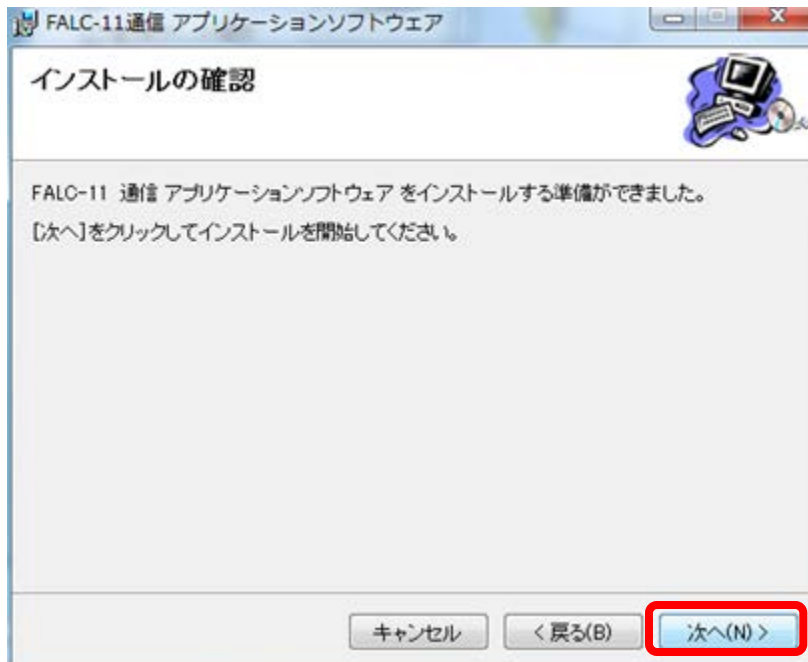 FALC-11通信 アプリケーションソフトウェア
インストールの確認
FALC-11 通信 アプリケーションソフトウェア をインストールする準備ができました。
[次へ]をクリックしてインストールを開始してください。
キャンセル
< 戻る(B)
次へ(N) >